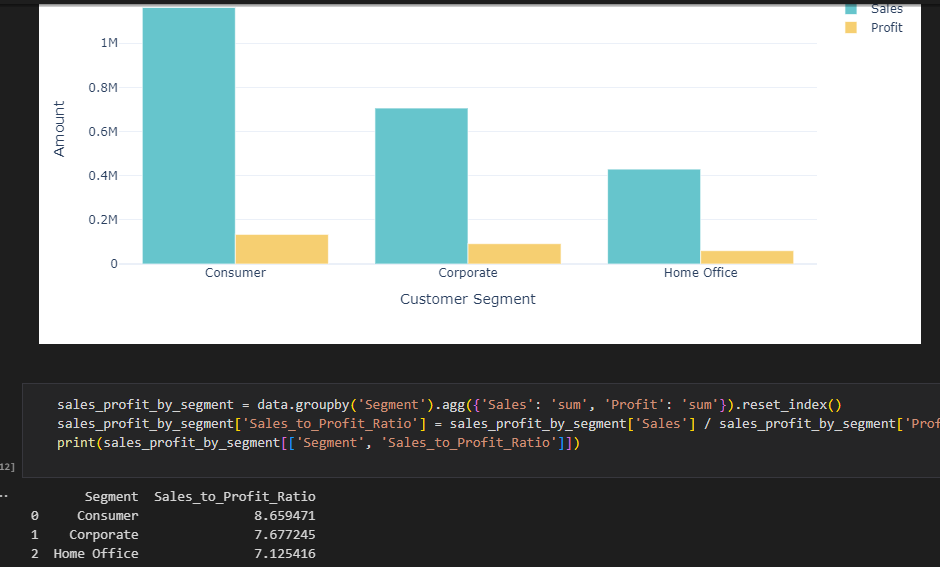 Sales
Profit
1M
0.8M
0.6M
0.4M
0.2M
0
Amount
Consumer
Corporate
Home Office
Customer Segment
sales_profit_by_segment = data.groupby('Segment').agg({'Sales': 'sum', 'Profit': 'sum'}).reset_index()
sales_profit_by_segment['Sales_to_Profit_Ratio'] = sales_profit_by_segment['Sales'] / sales_profit_by_segment['Prof
print(sales_profit_by_segment[['Segment', 'Sales_to_Profit_Ratio']])
12]
Segment Sales_to_Profit_Ratio
0 Consumer 8.659471
1 Corporate 7.677245
2 Home Office 7.125416